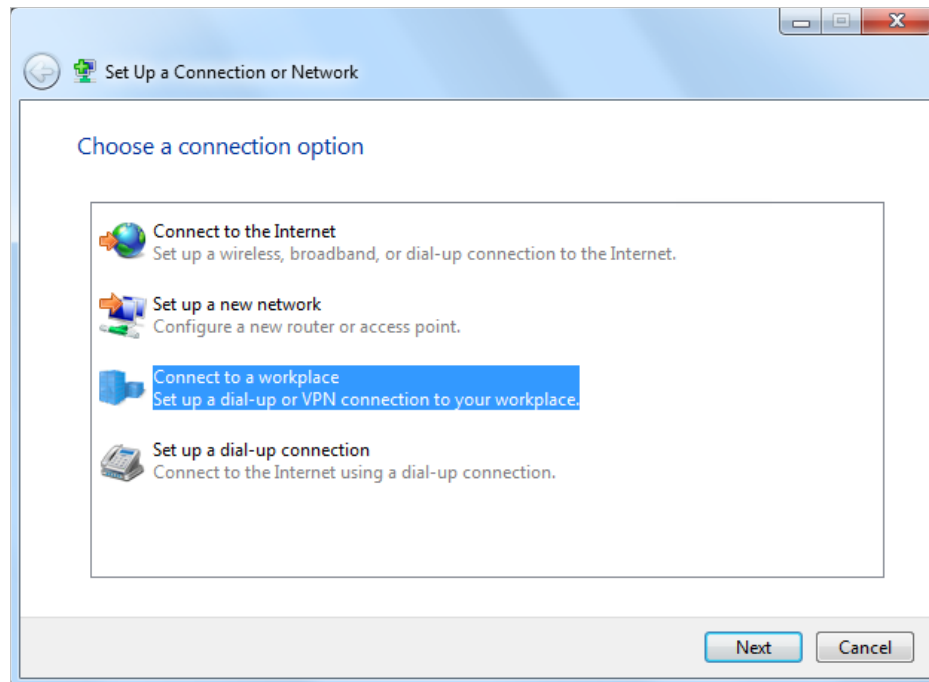 Set Up a Connection or Network
Choose a connection option
Connect to the Internet
Set up a wireless, broadband, or dial-up connection to the Internet.
Set up a new network
Configure a new router or access point.
Connect to a workplace
Set up a dial-up or VPN connection to your workplace.
Set up a dial-up connection
Connect to the Internet using a dial-up connection.
Next Cancel